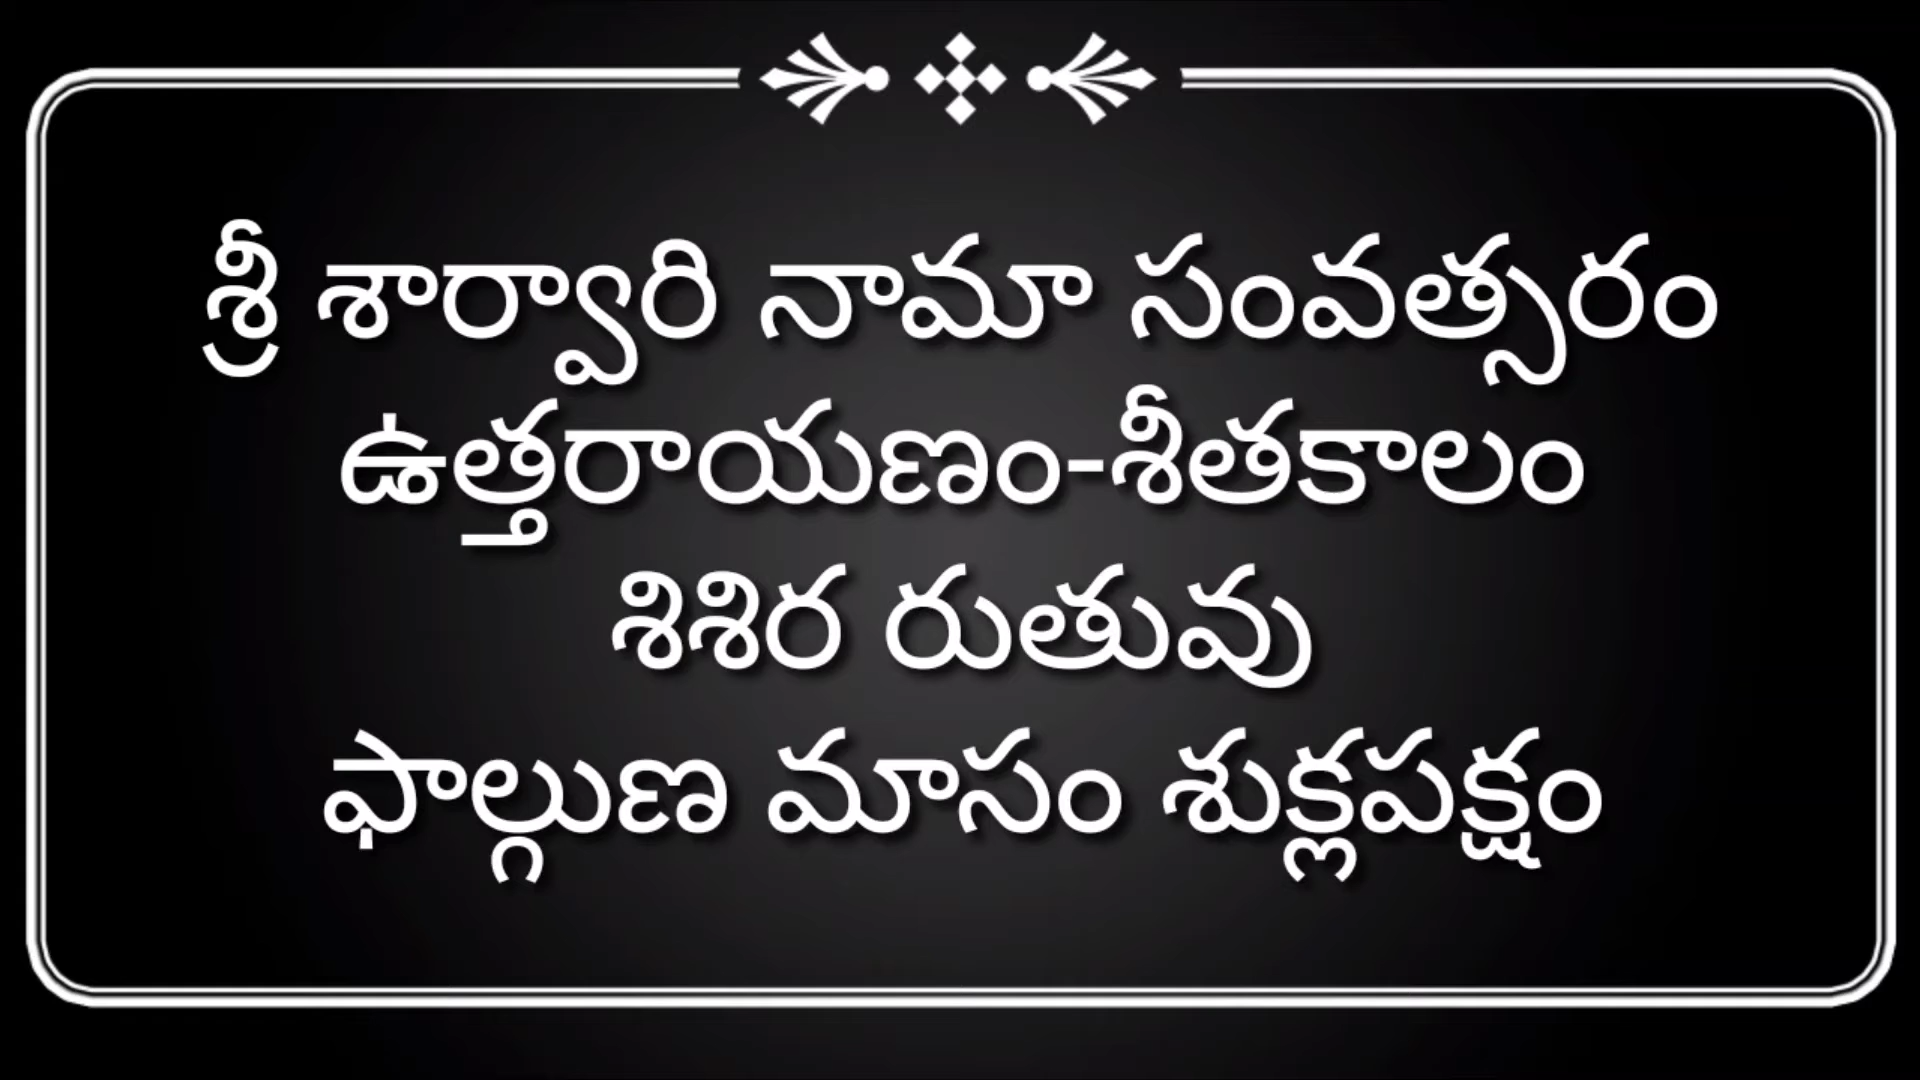 శ్రీ శార్వారి నామా సంవత్సరం
ఉత్తరాయణం-శీతకాలం
శిశిర రుతువు
ఫాల్గుణ మాసం శుక్లపక్షం